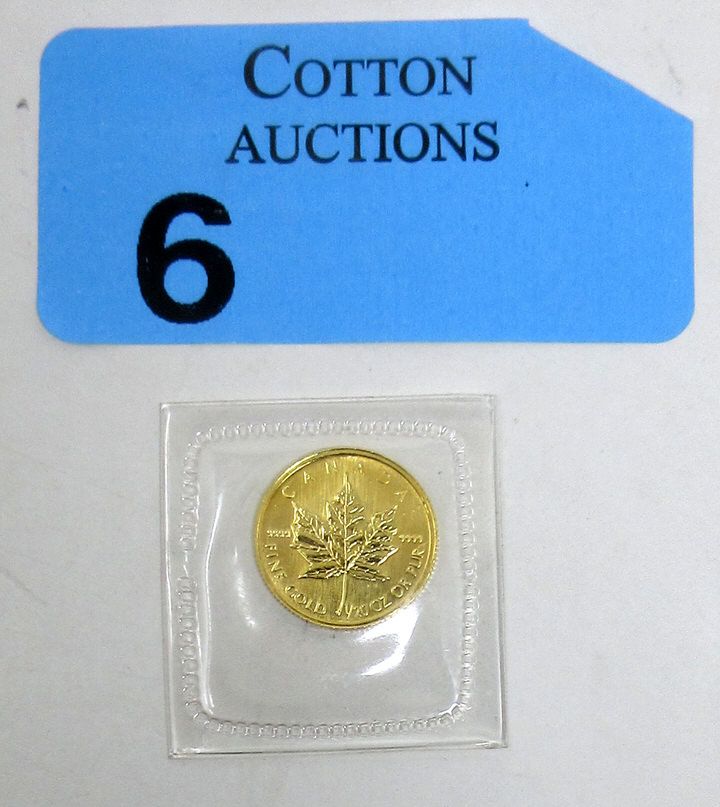 COTTON
AUCTIONS
6
CANADA
9999 9999
FINE GOLD 1/10 OZ OR PUR